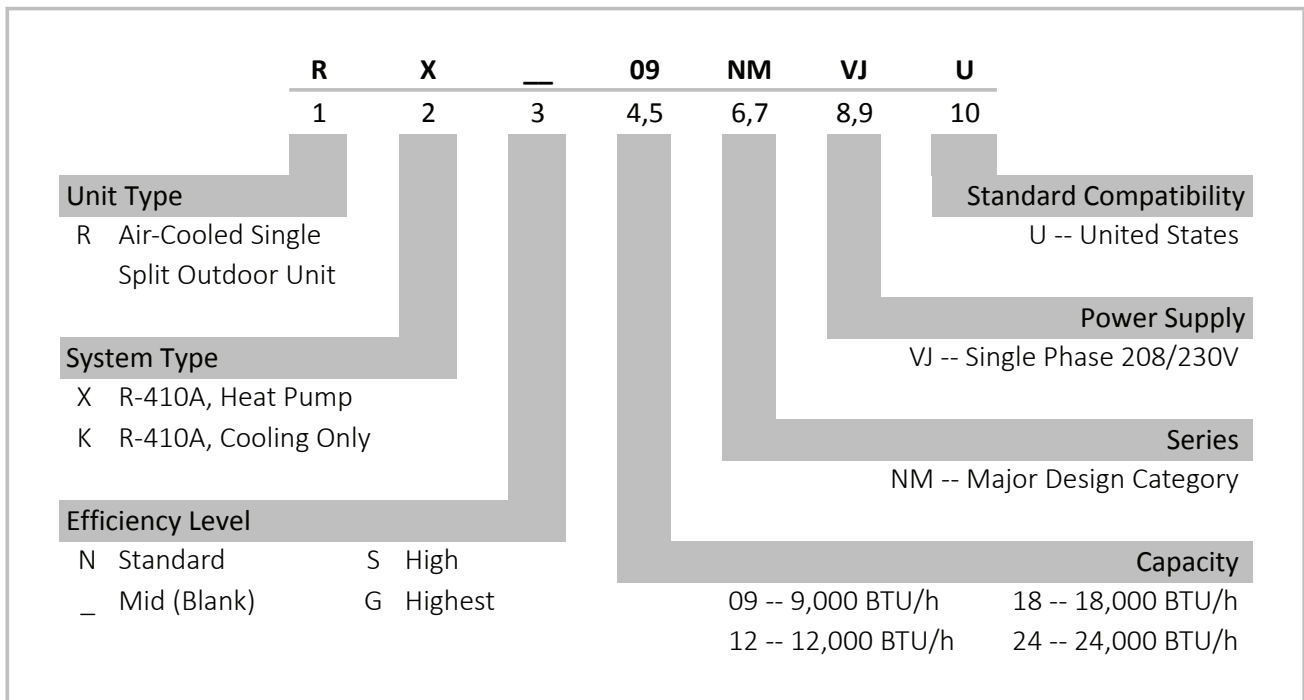 R X __ 09 NM VJ U
1 2 3 4,5 6,7 8,9 10
Unit Type
R Air-Cooled Single
Split Outdoor Unit
System Type
X R-410A, Heat Pump
K R-410A, Cooling Only
Efficiency Level
N Standard S High
_ Mid (Blank) G Highest
Standard Compatibility
U -- United States
Power Supply
VJ -- Single Phase 208/230V
Series
NM -- Major Design Category
Capacity
09 -- 9,000 BTU/h 18 -- 18,000 BTU/h
12 -- 12,000 BTU/h 24 -- 24,000 BTU/h